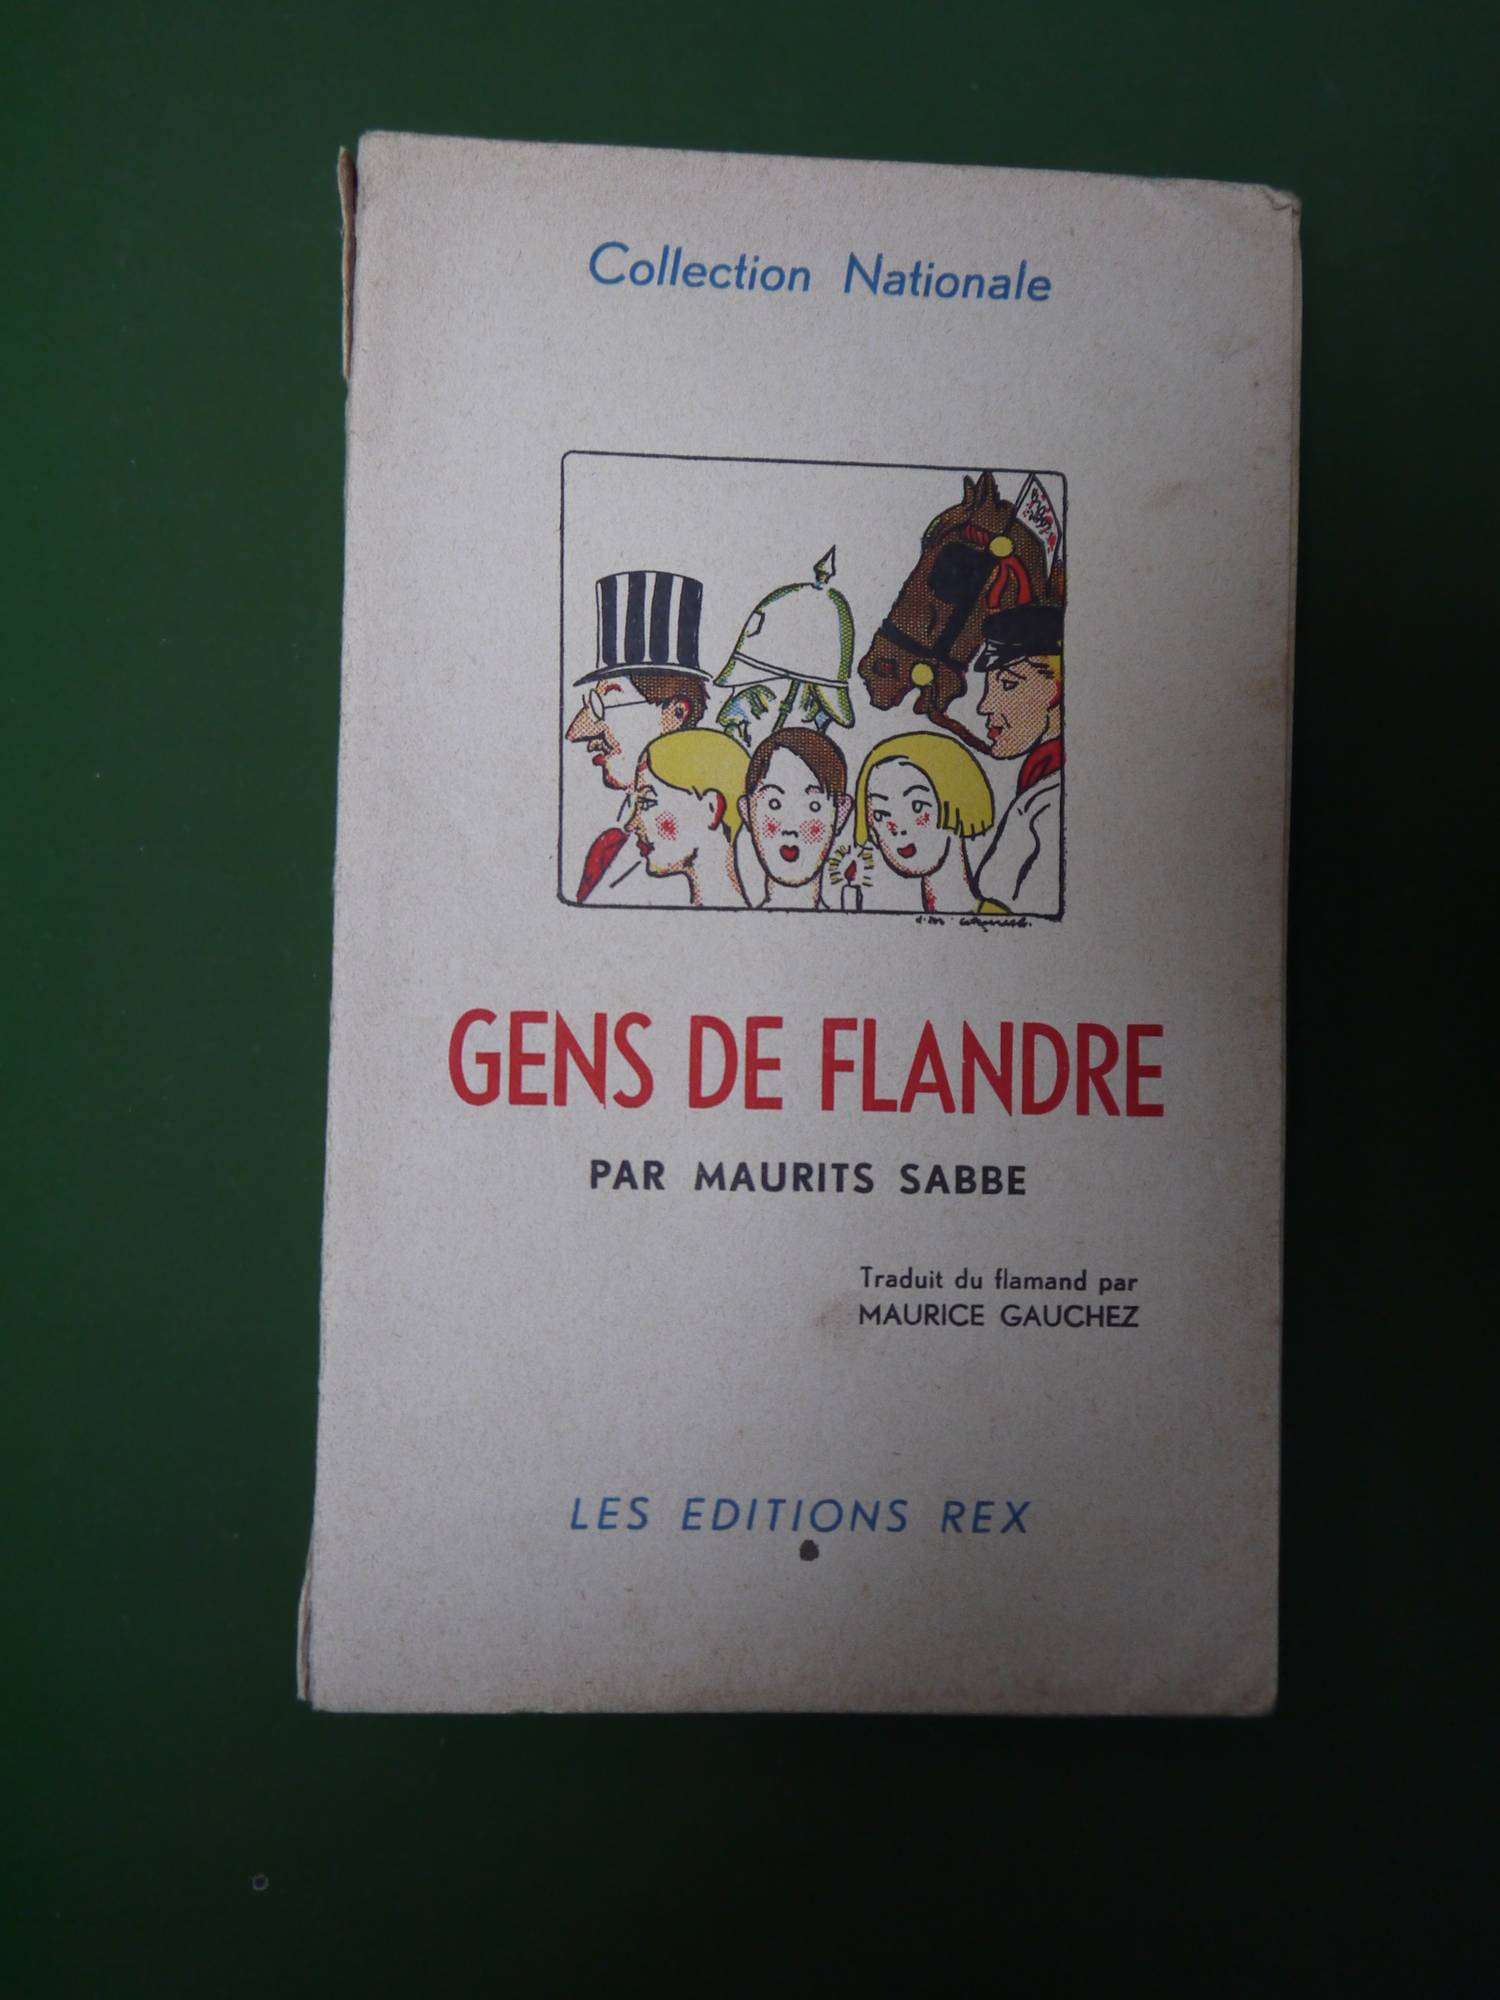 Collection Nationale
GENS DE FLANDRE
PAR MAURITS SABBE
Traduit du flamand par
MAURICE GAUCHEZ
LES EDITIONS REX